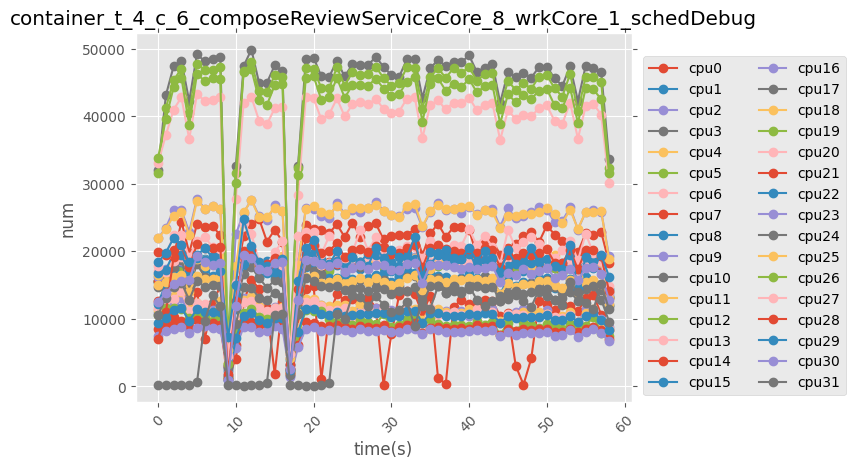 container_t_4_c_6_composeReviewServiceCore_8_wrkCore_1_schedDebug
50000
40000
30000
20000
10000
0
num
0
10
20
30
40
50
60
time(s)
cpu0
cpu1
cpu2
cpu3
cpu4
cpu5
cpu6
cpu7
cpu8
cpu9
cpu10
cpu11
cpu12
cpu13
cpu14
cpu15
cpu16
cpu17
cpu18
cpu19
cpu20
cpu21
cpu22
cpu23
cpu24
cpu25
cpu26
cpu27
cpu28
cpu29
cpu30
cpu31